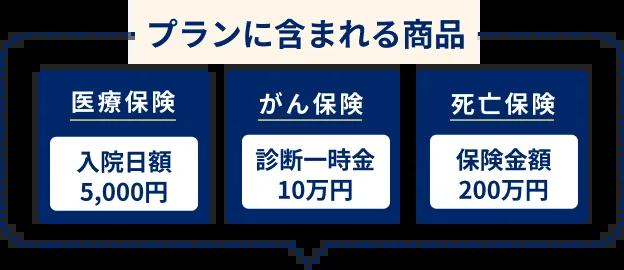 プランに含まれる商品
医療保険
入院日額
5,000円
がん保険
診断一時金
10万円
死亡保険
保険金額
200万円